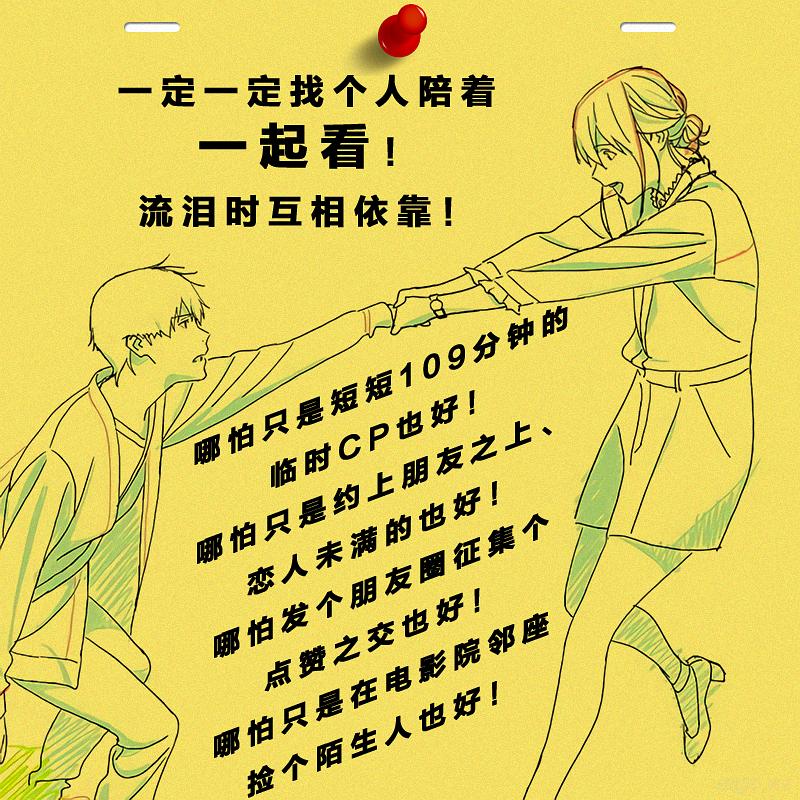 一定一定找个人陪着
一起看！
流泪时互相依靠！
哪怕只是短短109分钟的
临时CP也好！
哪怕只是约上朋友之上、
恋人未满的也好！
哪怕发个朋友圈征集个
点赞之交也好！
哪怕只是在电影院邻座
捡个陌生人也好！